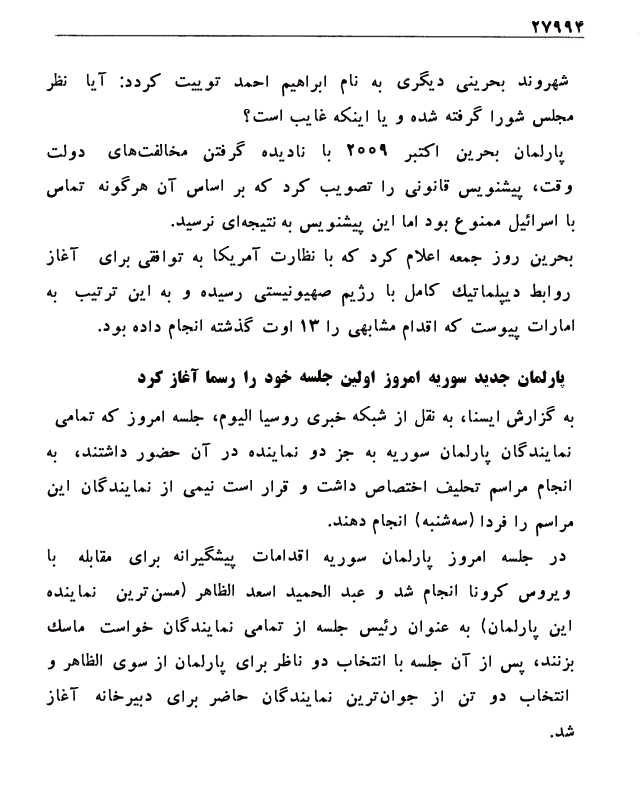 ۲۷۹۹۴
شهروند بحرینی دیگری به نام ابراهیم احمد توییت کردد: آیا نظر
مجلس شورا گرفته شده و یا اینکه غایب است؟
پارلمان بحرین اکتبر ۲۰۰۹ با نادیده گرفتن مخالفت‌های دولت
وقت، پیشنویس قانونی را تصویب کرد که بر اساس آن هرگونه تماس
با اسرائیل ممنوع بود اما این پیشنویس به نتیجه‌ای نرسید.
بحرین روز جمعه اعلام کرد که با نظارت آمریکا به توافقی برای آغاز
روابط دیپلماتیك کامل با رژیم صهیونیستی رسیده و به این ترتیب به
امارات پیوست که اقدام مشابهی را ۱۳ اوت گذشته انجام داده بود.
پارلمان جدید سوریه امروز اولین جلسه خود را رسما آغاز کرد
به گزارش ایسنا، به نقل از شبکه خبری روسیا الیوم، جلسه امروز که تمامی
نمایندگان پارلمان سوریه به جز دو نماینده در آن حضور داشتند، به
انجام مراسم تحلیف اختصاص داشت و قرار است نیمی از نمایندگان این
مراسم را فردا (سه‌شنبه) انجام دهند.
در جلسه امروز پارلمان سوریه اقدامات پیشگیرانه برای مقابله با
ویروس کرونا انجام شد و عبد الحمید اسعد الظاهر (مسن‌ترین نماینده
این پارلمان) به عنوان رئیس جلسه از تمامی نمایندگان خواست ماسك
بزنند، پس از آن جلسه با انتخاب دو ناظر برای پارلمان از سوی الظاهر و
انتخاب دو تن از جوان‌ترین نمایندگان حاضر برای دبیرخانه آغاز
شد.